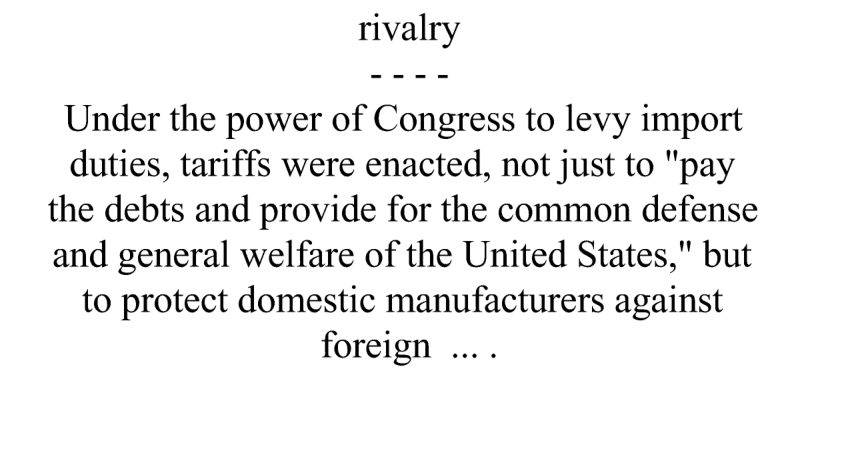 rivalry
- - - -
Under the power of Congress to levy import
duties, tariffs were enacted, not just to "pay
the debts and provide for the common defense
and general welfare of the United States," but
to protect domestic manufacturers against
foreign  ... .